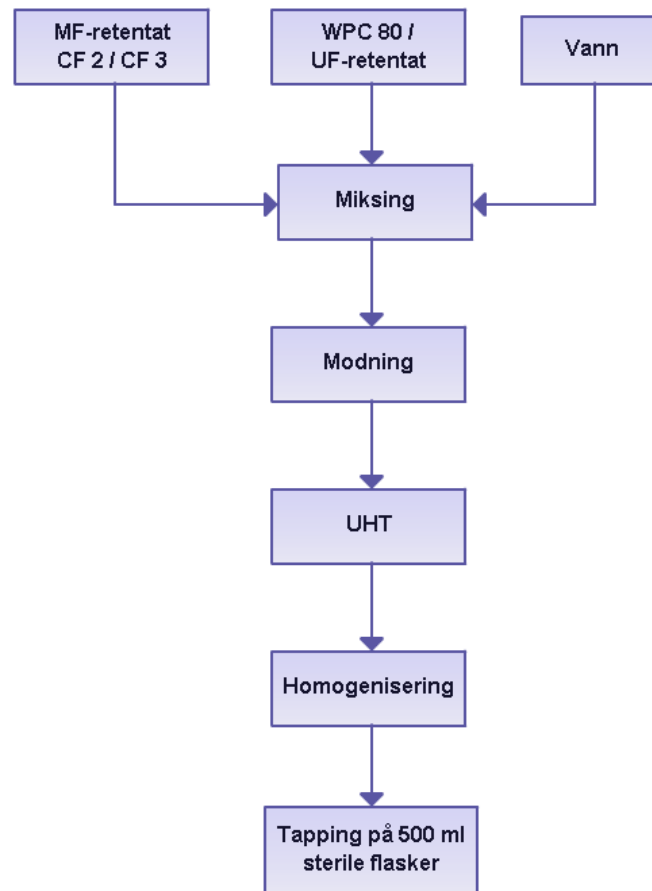 MF-retentat
CF 2 / CF 3
WPC 80 /
UF-retentat
Vann
Miksing
Modning
UHT
Homogenisering
Tapping på 500 ml
sterile flasker